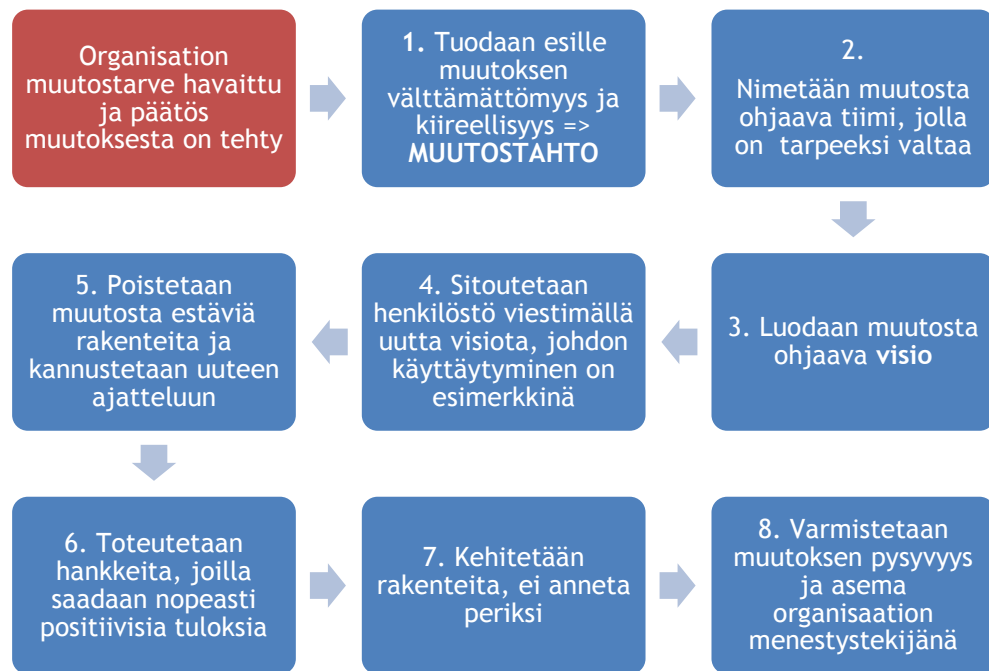 Organisation
muutostarve havaittu
ja päätös
muutoksesta on tehty
1. Tuodaan esille
muutoksen
välttämättömyys ja
kiireellisyys =>
MUUTOSTAHTO
2.
Nimetään muutosta
ohjaava tiimi, jolla
on tarpeeksi valtaa
3. Luodaan muutosta
ohjaava visio
4. Sitoutetaan
henkilöstö viestimällä
uutta visiota, johdon
käyttäytyminen on
esimerkkinä
5. Poistetaan
muutosta estäviä
rakenteita ja
kannustetaan uuteen
ajatteluun
6. Toteutetaan
hankkeita, joilla
saadaan nopeasti
positiivisia tuloksia
7. Kehitetään
rakenteita, ei anneta
periksi
8. Varmistetaan
muutoksen pysyvyys
ja asema
organisaation
menestystekijänä